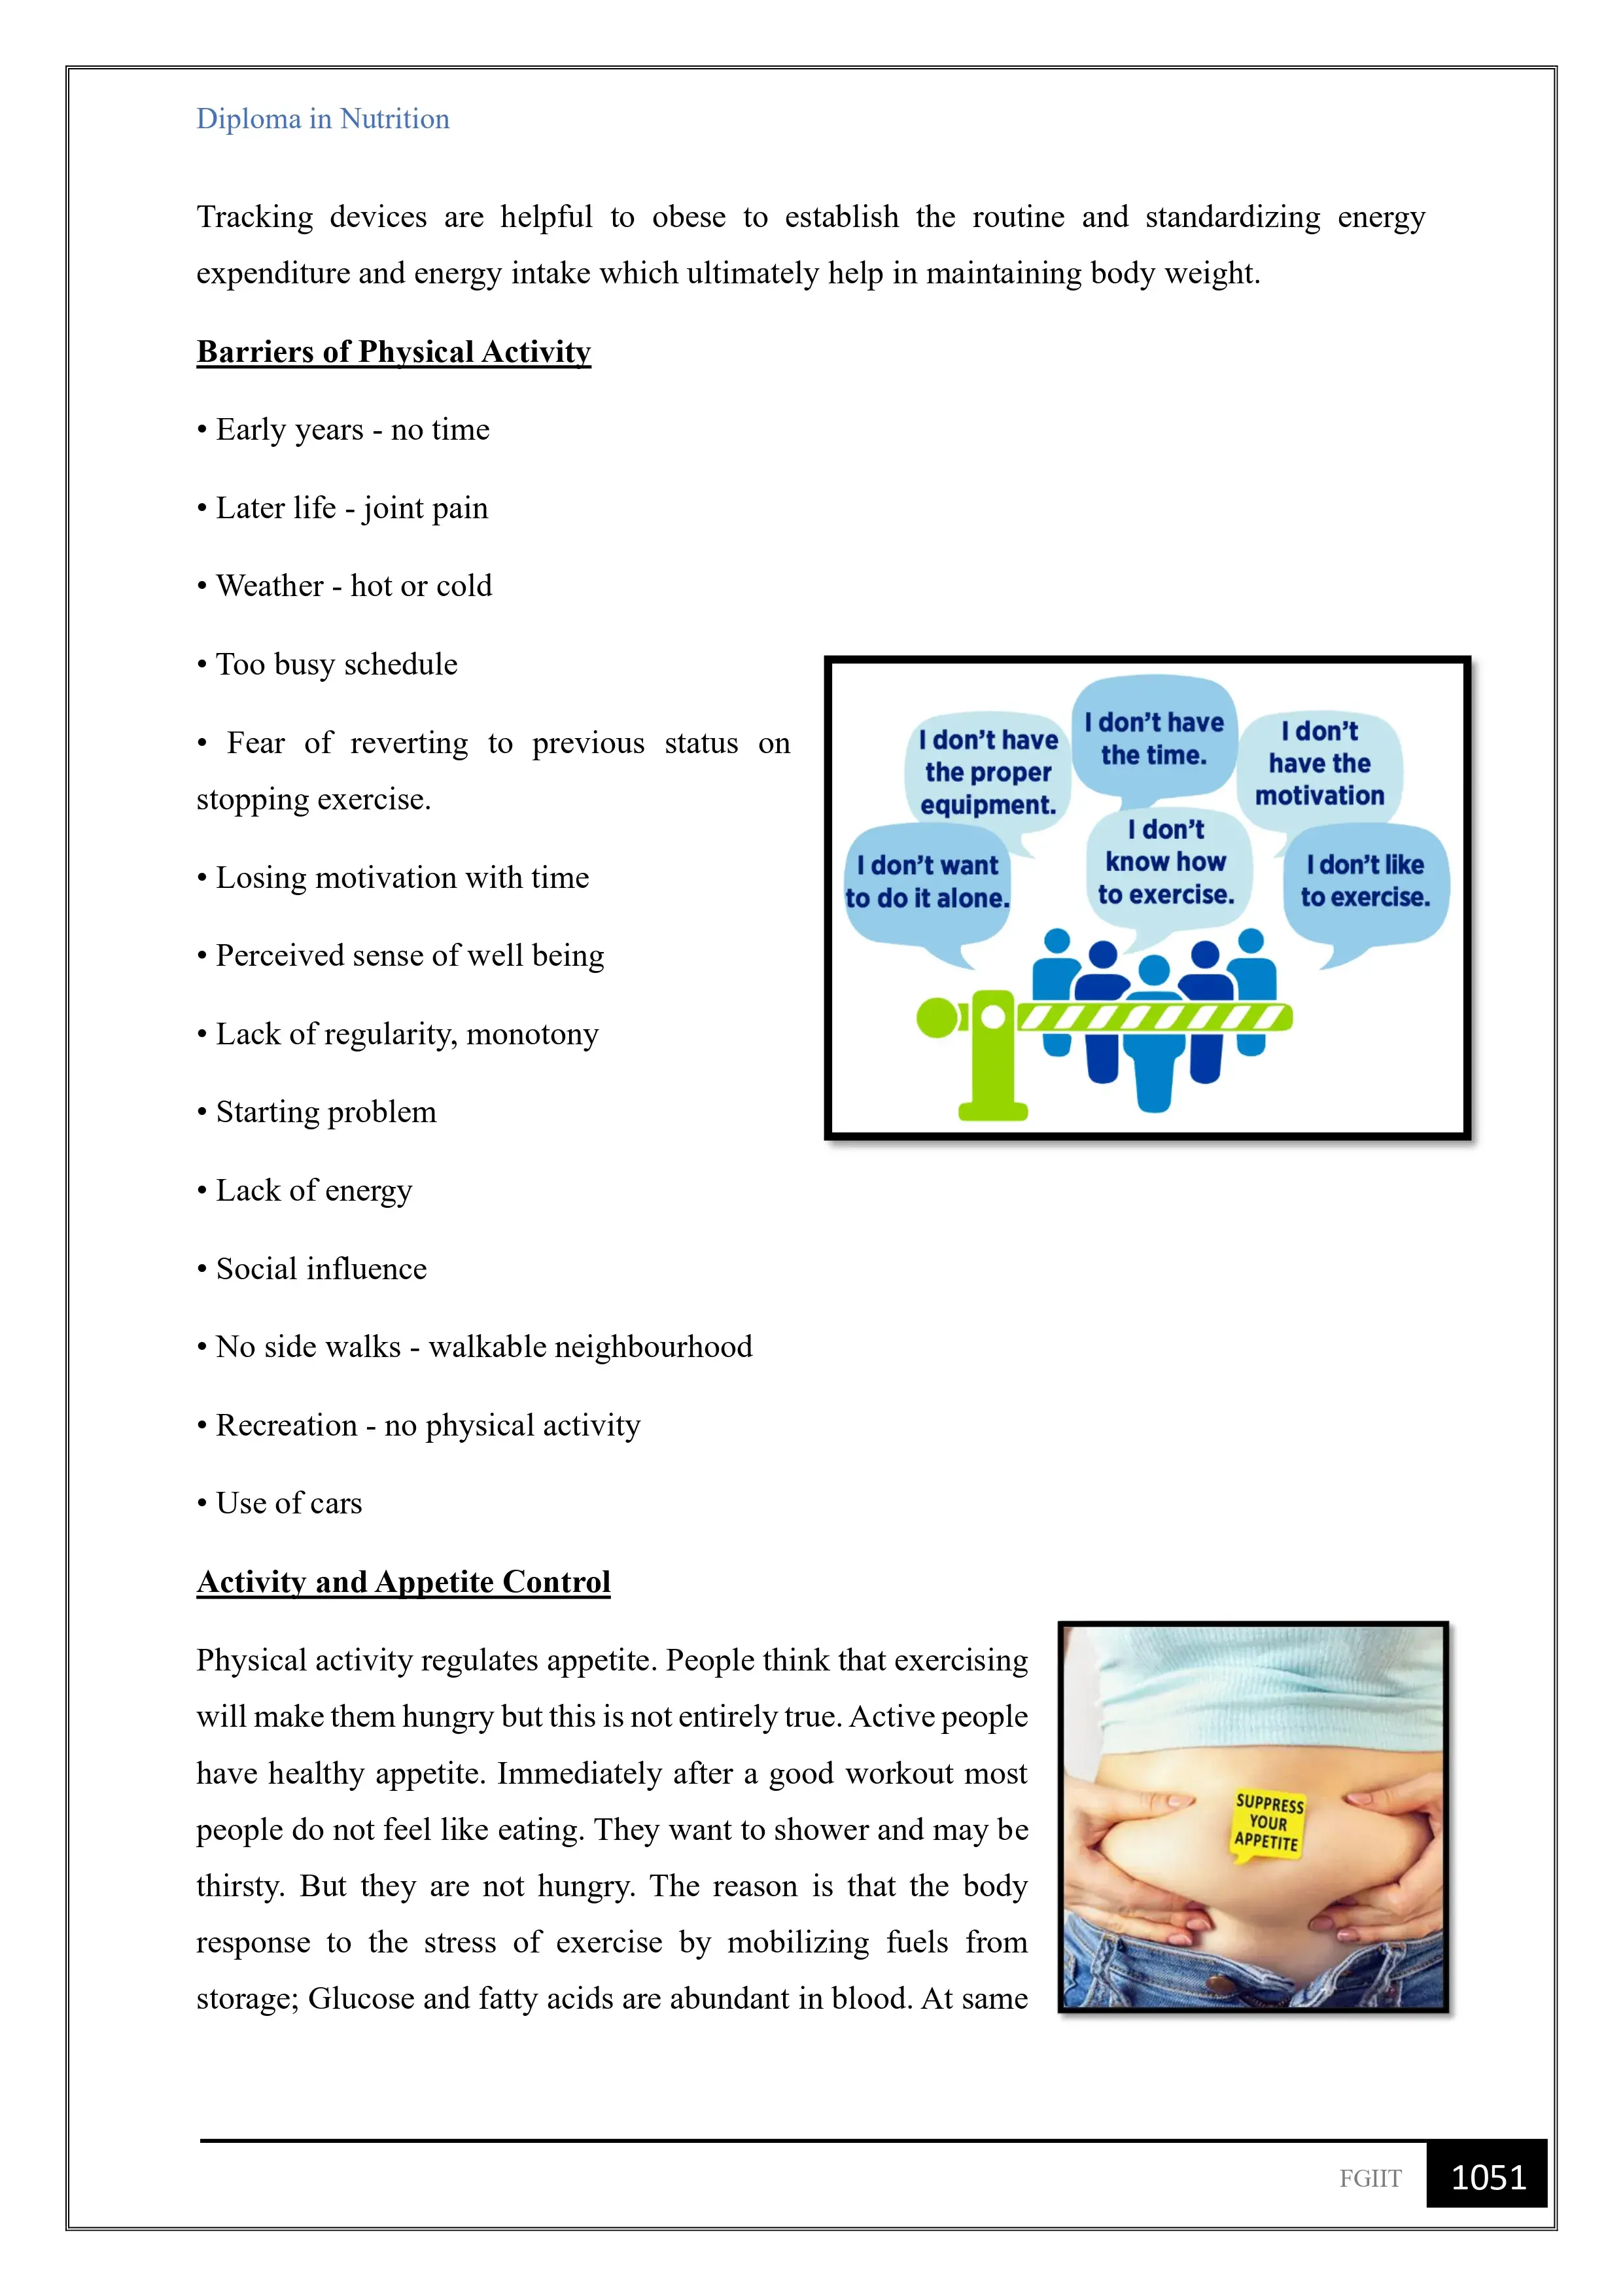 Diploma in Nutrition
Tracking devices are helpful to obese to establish the routine and standardizing energy
expenditure and energy intake which ultimately help in maintaining body weight.
Barriers of Physical Activity
• Early years - no time
• Later life - joint pain
• Weather - hot or cold
• Too busy schedule
• Fear of reverting to previous status on
stopping exercise.
• Losing motivation with time
• Perceived sense of well being
• Lack of regularity, monotony
• Starting problem
• Lack of energy
• Social influence
• No side walks - walkable neighbourhood
• Recreation - no physical activity
• Use of cars
I don't have
the proper
equipment.
I don't have
the time.
I don't
have the
motivation
I don't want
to do it alone.
I don't
know how
to exercise.
I don't like
to exercise.
Activity and Appetite Control
Physical activity regulates appetite. People think that exercising
will make them hungry but this is not entirely true. Active people
have healthy appetite. Immediately after a good workout most
people do not feel like eating. They want to shower and may be
thirsty. But they are not hungry. The reason is that the body
response to the stress of exercise by mobilizing fuels from
storage; Glucose and fatty acids are abundant in blood. At same
SUPPRESS
YOUR
APPETITE
FGIIT
1051